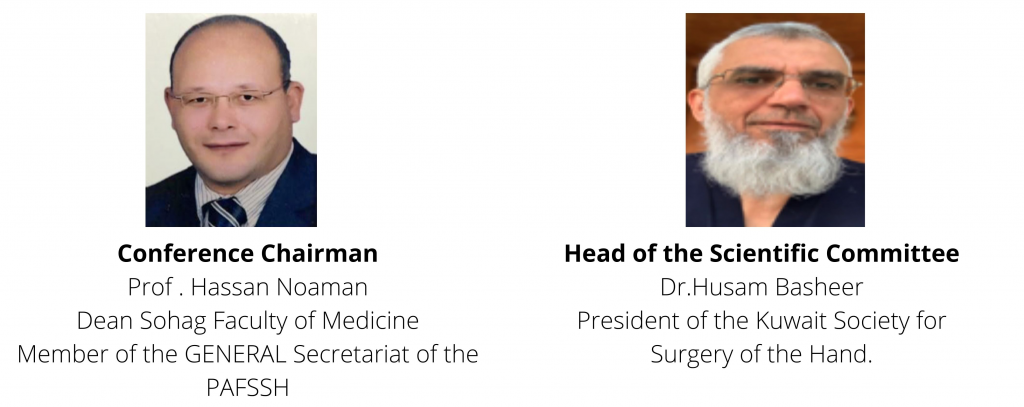 Conference Chairman
Prof . Hassan Noaman
Dean Sohag Faculty of Medicine
Member of the GENERAL Secretariat of the
PAFSSH
Head of the Scientific Committee
Dr.Husam Basheer
President of the Kuwait Society for
Surgery of the Hand.